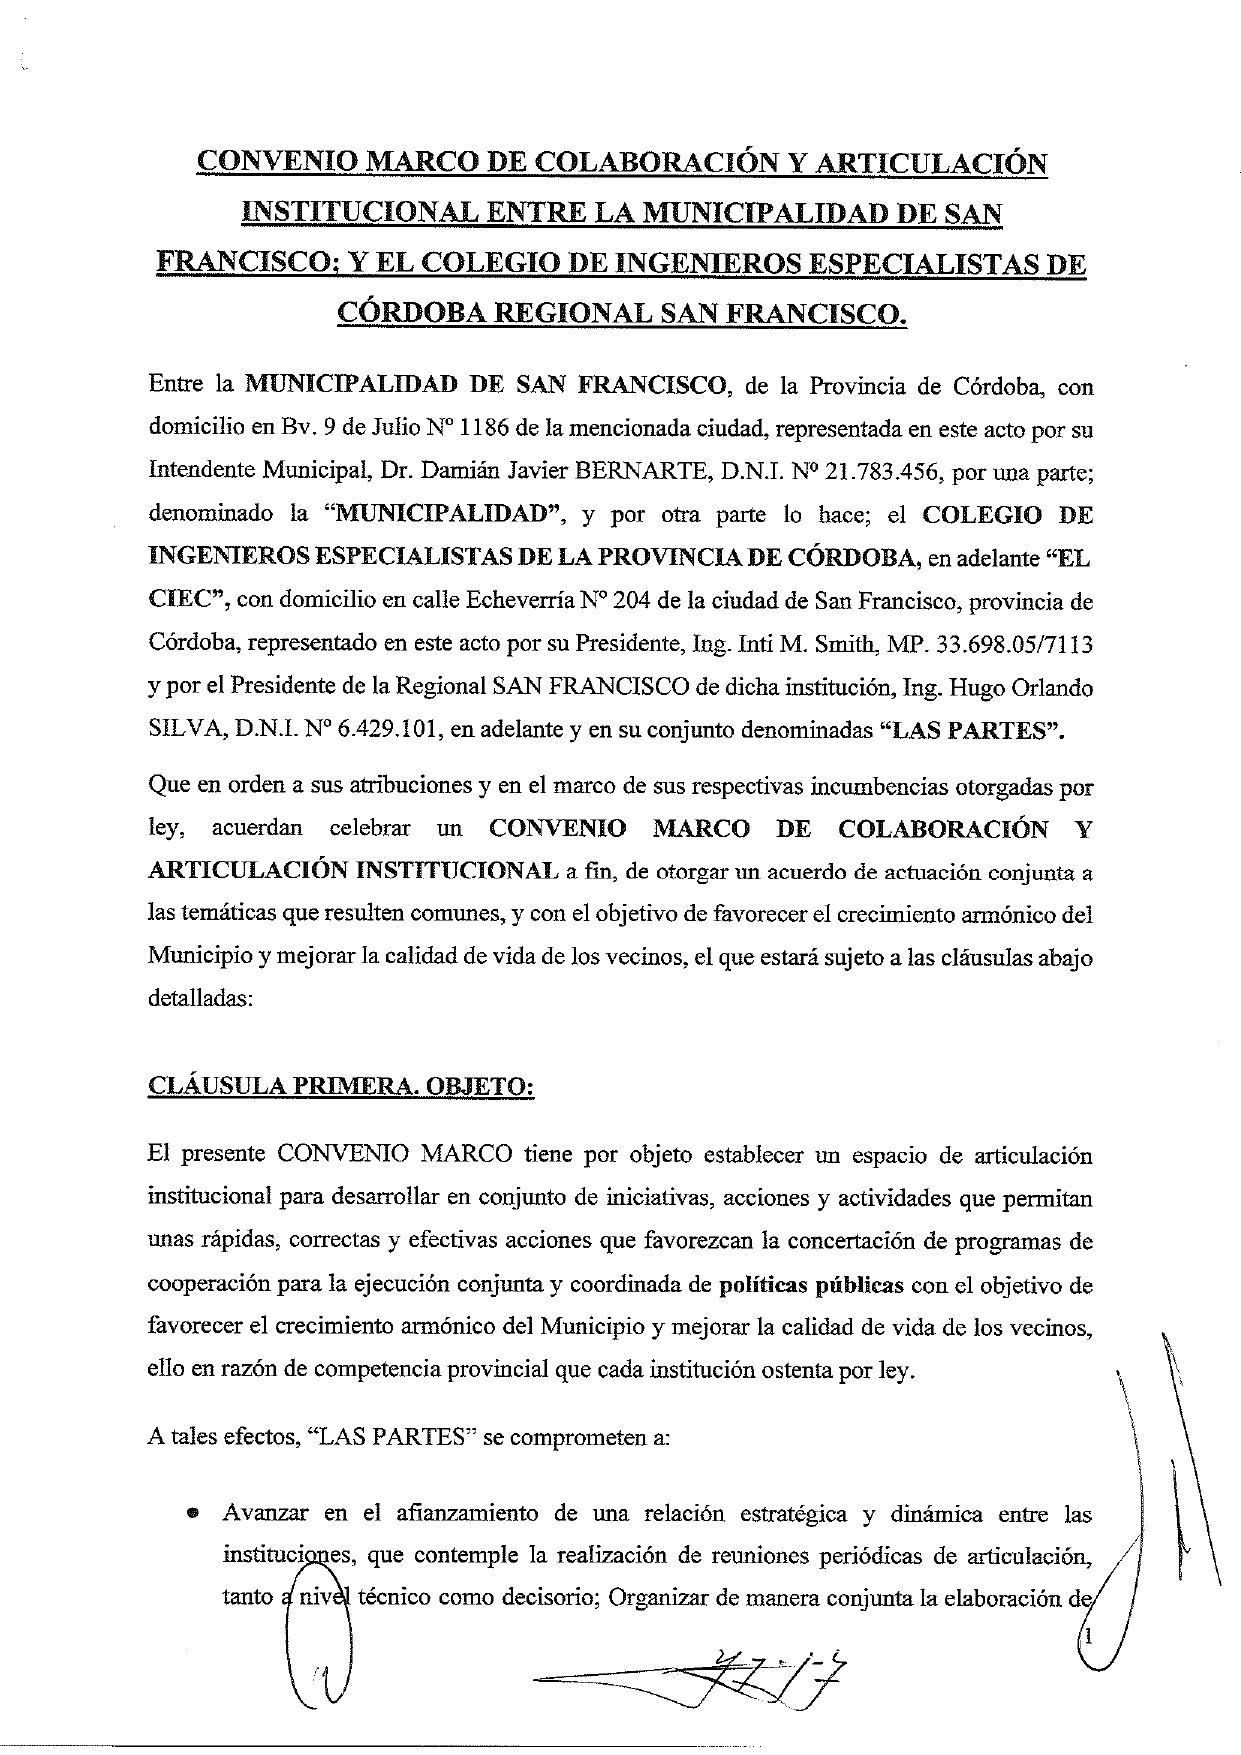 CONVENIO MARCO DE COLABORACIÓN Y ARTICULACIÓN
INSTITUCIONAL ENTRE LA MUNICIPALIDAD DE SAN
FRANCISCO; Y EL COLEGIO DE INGENIEROS ESPECIALISTAS DE
CÓRDOBA REGIONAL SAN FRANCISCO.
Entre la MUNICIPALIDAD DE SAN FRANCISCO, de la Provincia de Córdoba, con
domicilio en Bv. 9 de Julio N° 1186 de la mencionada ciudad, representada en este acto por su
Intendente Municipal, Dr. Damián Javier BERNARTE, D.N.I. Nº 21.783.456, por una parte;
denominado la “MUNICIPALIDAD”, y por otra parte lo hace; el COLEGIO DE
INGENIEROS ESPECIALISTAS DE LA PROVINCIA DE CÓRDOBA, en adelante “EL
CIEC”, con domicilio en calle Echeverría N° 204 de la ciudad de San Francisco, provincia de
Córdoba, representado en este acto por su Presidente, Ing. Inti M. Smith, MP. 33.698.05/7113
y por el Presidente de la Regional SAN FRANCISCO de dicha institución, Ing. Hugo Orlando
SILVA, D.N.I. N° 6.429.101, en adelante y en su conjunto denominadas “LAS PARTES”.
Que en orden a sus atribuciones y en el marco de sus respectivas incumbencias otorgadas por
ley, acuerdan celebrar un CONVENIO MARCO DE COLABORACIÓN Y
ARTICULACIÓN INSTITUCIONAL a fin, de otorgar un acuerdo de actuación conjunta a
las temáticas que resulten comunes, y con el objetivo de favorecer el crecimiento armónico del
Municipio y mejorar la calidad de vida de los vecinos, el que estará sujeto a las cláusulas abajo
detalladas:
CLÁUSULA PRIMERA. OBJETO:
El presente CONVENIO MARCO tiene por objeto establecer un espacio de articulación
institucional para desarrollar en conjunto de iniciativas, acciones y actividades que permitan
unas rápidas, correctas y efectivas acciones que favorezcan la concertación de programas de
cooperación para la ejecución conjunta y coordinada de políticas públicas con el objetivo de
favorecer el crecimiento armónico del Municipio y mejorar la calidad de vida de los vecinos,
ello en razón de competencia provincial que cada institución ostenta por ley.
A tales efectos, “LAS PARTES” se comprometen a:
• Avanzar en el afianzamiento de una relación estratégica y dinámica entre las
instituciones, que contemple la realización de reuniones periódicas de articulación,
tanto a nivel técnico como decisorio; Organizar de manera conjunta la elaboración de
1